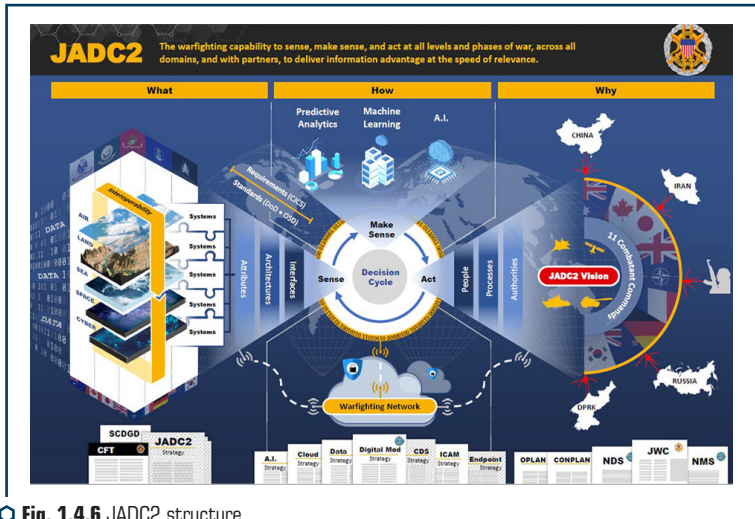 JADC2
The warfighting capability to sense, make sense, and act at all levels and phases of war, across all
domains, and with partners, to deliver information advantage at the speed of relevance.
What
How
Why
Predictive
Analytics
Machine
Learning
A.I.
Requirements (CJCS)
Standards (DoD * OSD)
Interoperability
AIR
LAND
SEA
SPACE
CYBER
DATA
DATA
DATA
DATA
Systems
Systems
Systems
Systems
Systems
Attributes
Architectures
Interfaces
Sense
Make
Sense
Act
Decision
Cycle
People
Processes
Authorities
JADC2 Vision
11 Combatant Commands
CHINA
IRAN
RUSSIA
DPRK
Warfighting Network
SCDGD
CFT
JADC2
Strategy
A.I.
Strategy
Cloud
Strategy
Data
Strategy
Digital Mod
Strategy
CDS
Strategy
ICAM
Strategy
Endpoint
Strategy
OPLAN
CONPLAN
NDS
JWC
NMS
Fig. 1.4.6 JADC2 structure